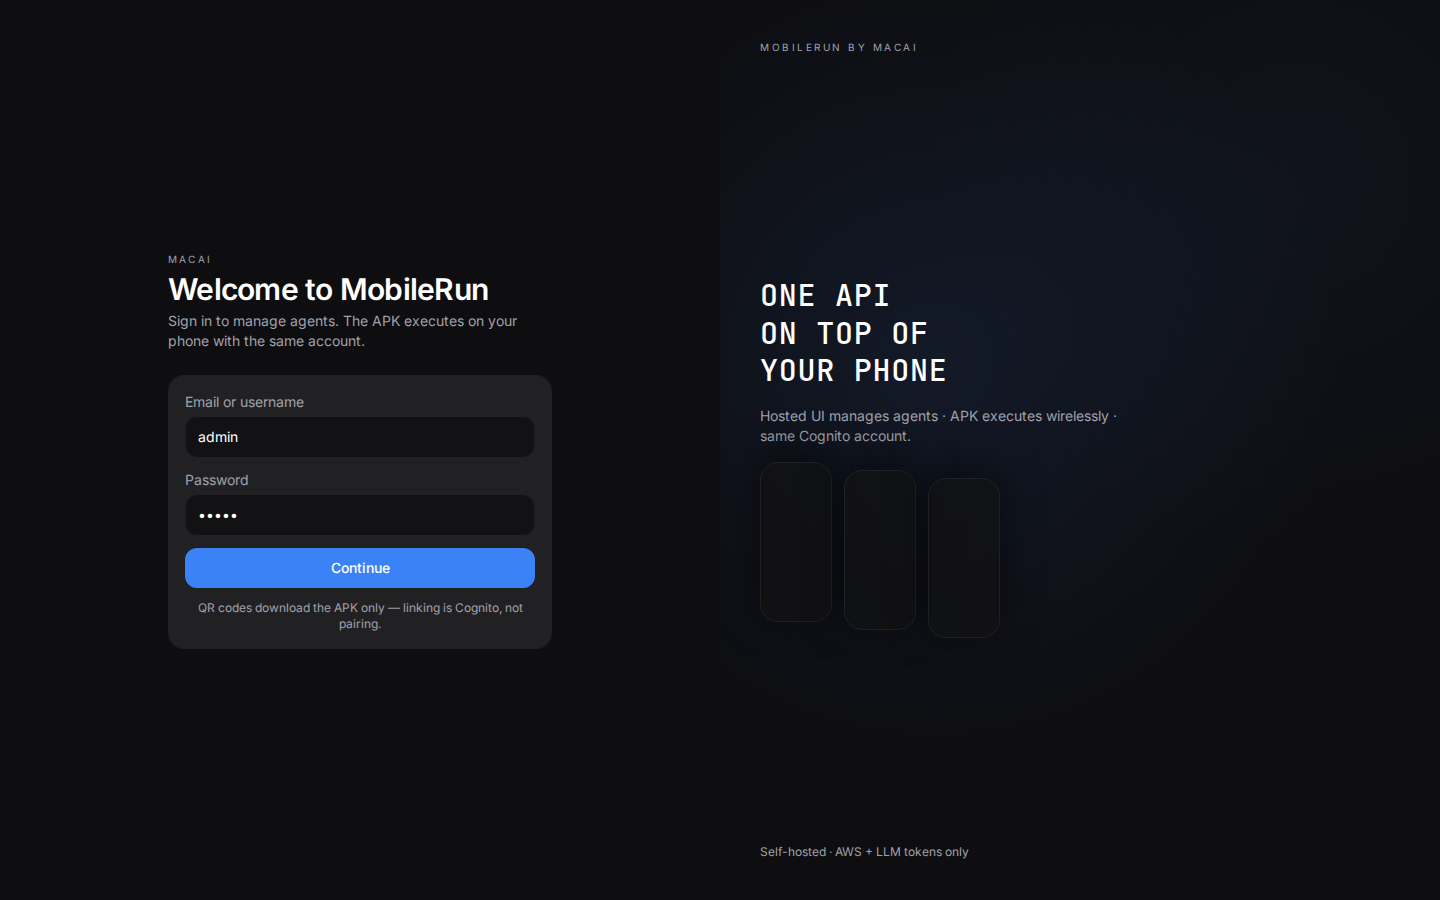 MACAI
Welcome to MobileRun
Sign in to manage agents. The APK executes on your
phone with the same account.
Email or username
admin
Password
•••••
Continue
QR codes download the APK only — linking is Cognito, not
pairing.
MOBILERUN BY MACAI
ONE API
ON TOP OF
YOUR PHONE
Hosted UI manages agents · APK executes wirelessly ·
same Cognito account.
Self-hosted · AWS + LLM tokens only